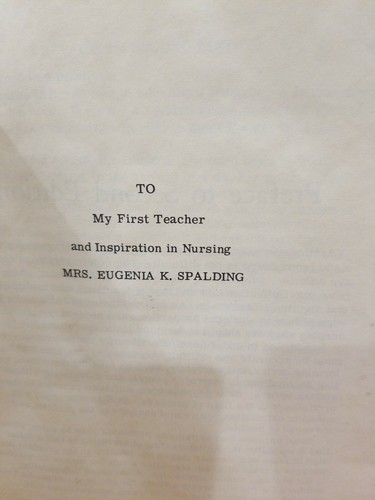 TO
My First Teacher
and Inspiration in Nursing
MRS. EUGENIA K. SPALDING